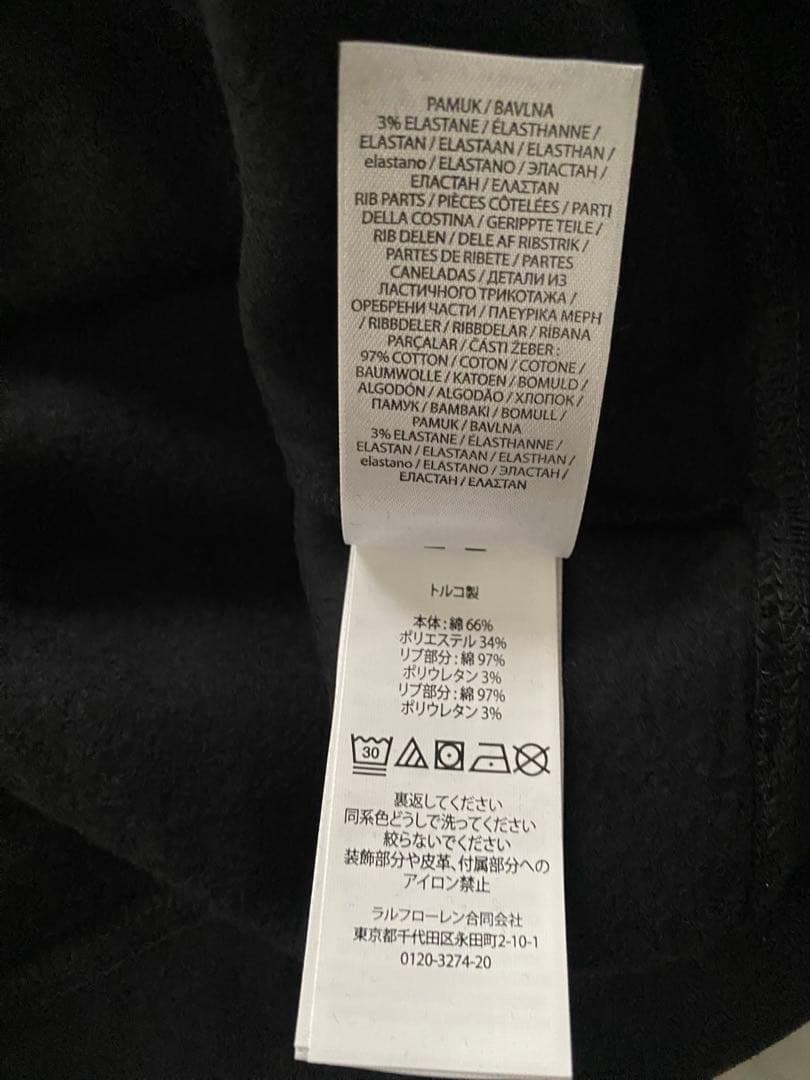 PAMUK / BAVLNA
3% ELASTANE / ÉLASTHANNE /
ELASTAN / ELASTAAN / ELASTHAN /
elastano / ELASTANO / ЭЛАСТАН /
ЕЛАСТАН / ΕΛΑΣΤΑΝ
RIB PARTS / PIÈCES CÔTELÉES / PARTI
DELLA COSTINA / GERIPPTE TEILE /
RIB DELEN / DELE AF RIBSTRIK /
PARTES DE RIBETE / PARTES
CANELADAS / ДЕТАЛИ ИЗ
ЛАСТИЧНОГО ТРИКОТАЖА /
ОРЕБРЕНИ ЧАСТИ / ΠΛΕΥΡΙΚΑ ΜΕΡΗ
/ RIBBDELER / RIBBDELAR / RİBANA
PARÇALAR / ČÁSTI ŽEBER :
97% COTTON / COTON / COTONE /
BAUMWOLLE / KATOEN / BOMULD /
ALGODÓN / ALGODÃO / ХЛОПОК /
ПАМУК / ΒΑΜΒΑΚΙ / BOMULL /
PAMUK / BAVLNA
3% ELASTANE / ÉLASTHANNE /
ELASTAN / ELASTAAN / ELASTHAN /
elastano / ELASTANO / ЭЛАСТАН /
ЕЛАСТАН / ΕΛΑΣΤΑΝ
トルコ製
本体 : 綿 66%
ポリエステル 34%
リブ部分 : 綿 97%
ポリウレタン 3%
リブ部分 : 綿 97%
ポリウレタン 3%
30
裏返してください
同系色どうしで洗ってください
絞らないでください
装飾部分や皮革、付属部分への
アイロン禁止
ラルフローレン合同会社
東京都千代田区永田町2-10-1
0120-3274-20